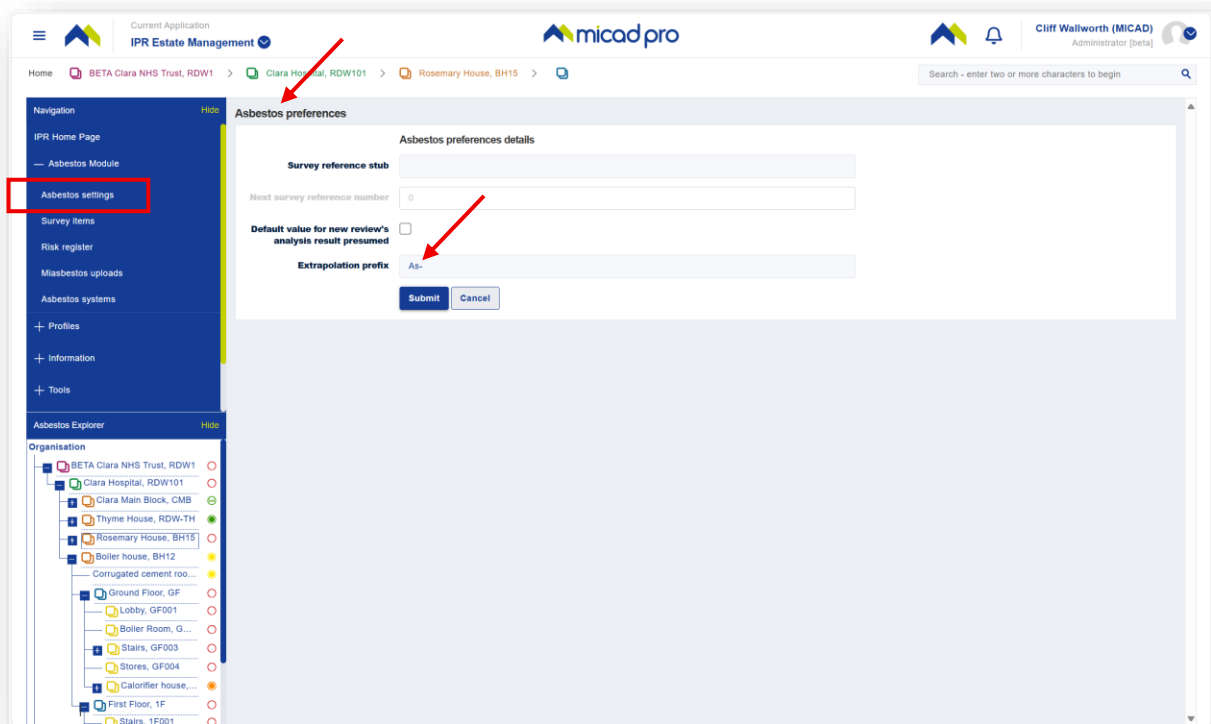 Current Application
IPR Estate Management
micad pro
Cliff Wallworth (MICAD)
Administrator [beta]
Home BETA Clara NHS Trust, RDW1 > Clara Hospital, RDW101 > Rosemary House, BH15 >
Search - enter two or more characters to begin
Navigation Hide
IPR Home Page
— Asbestos Module
Asbestos settings
Survey items
Risk register
Miasbestos uploads
Asbestos systems
+ Profiles
+ Information
+ Tools
Asbestos preferences
Asbestos preferences details
Survey reference stub
Next survey reference number 0
Default value for new review's
analysis result presumed
Extrapolation prefix As-
Submit Cancel
Asbestos Explorer Hide
Organisation
BETA Clara NHS Trust, RDW1
Clara Hospital, RDW101
Clara Main Block, CMB
Thyme House, RDW-TH
Rosemary House, BH15
Boiler house, BH12
Corrugated cement roo...
Ground Floor, GF
Lobby, GF001
Boiler Room, G...
Stairs, GF003
Stores, GF004
Calorifier house,...
First Floor, 1F
Stairs, 1F001